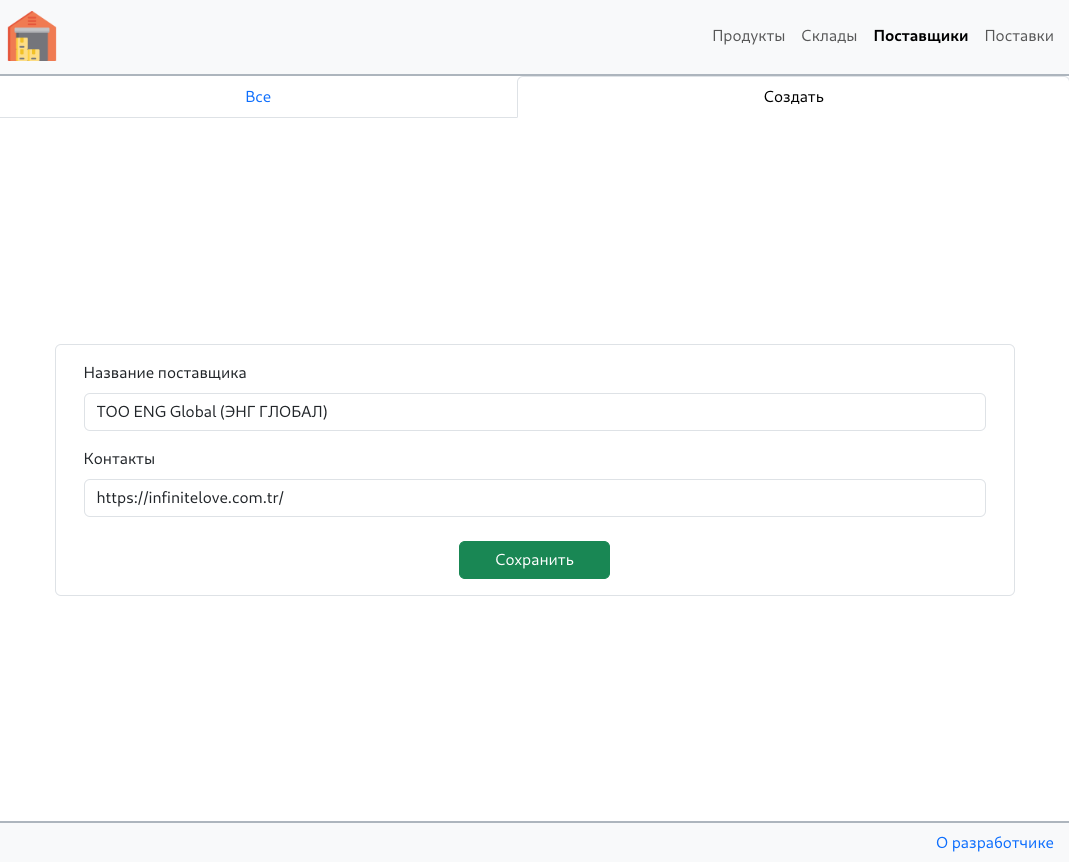 Продукты Склады Поставщики Поставки
Все Создать
Название поставщика
ТОО ENG Global (ЭНГ ГЛОБАЛ)
Контакты
https://infinitelove.com.tr/
Сохранить
О разработчике